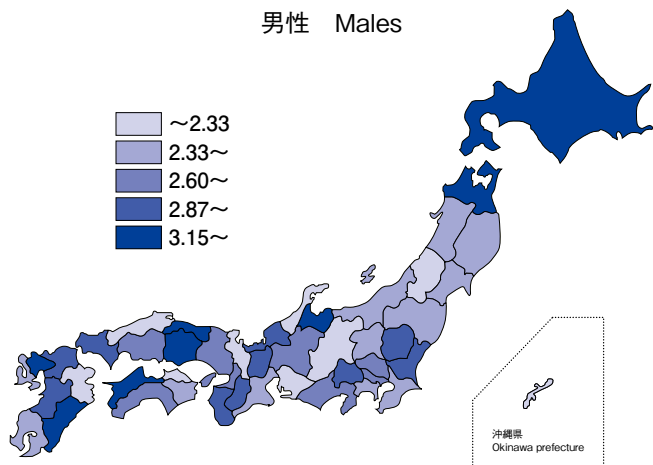 男性 Males
～2.33
2.33～
2.60～
2.87～
3.15～
沖縄県
Okinawa prefecture